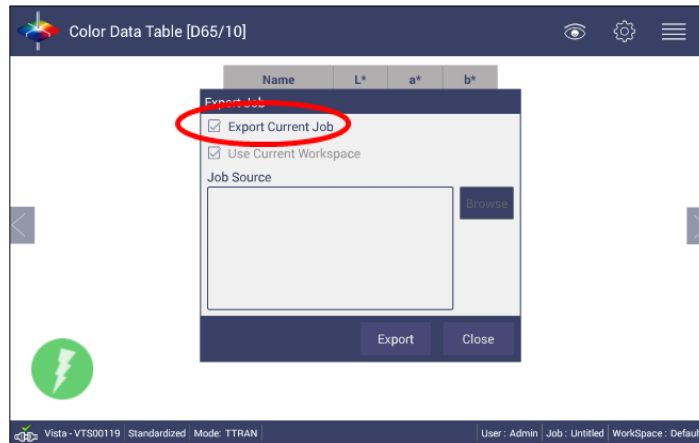 Color Data Table [D65/10]
Name L* a* b*
Export Job
Export Current Job
Use Current Workspace
Job Source
Browse
Export Close
Vista - VTS00119 Standardized Mode: TTRAN User : Admin Job : Untitled WorkSpace : Defaul